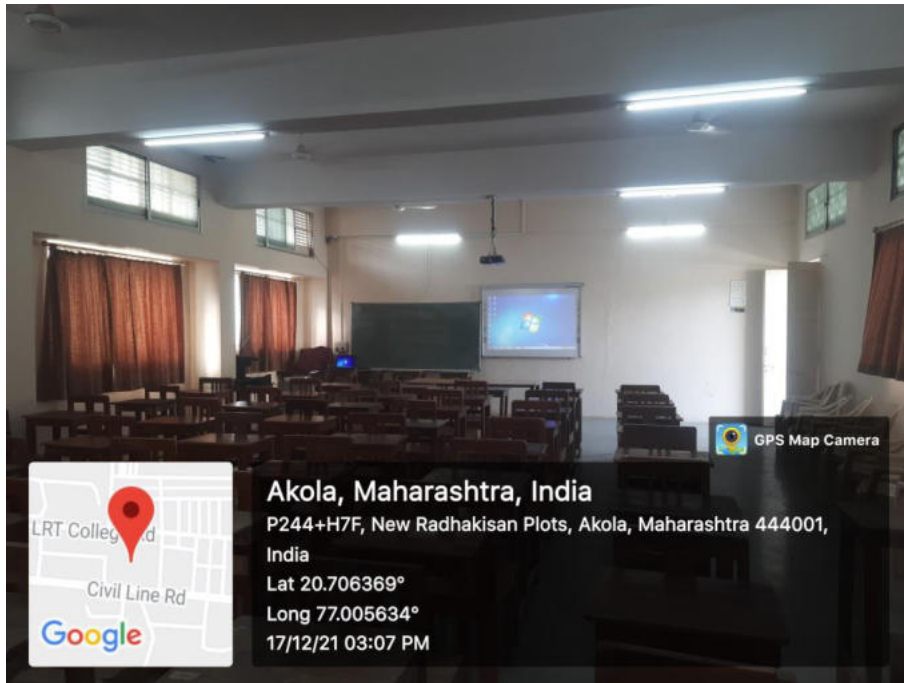 GPS Map Camera
Akola, Maharashtra, India
P244+H7F, New Radhakisan Plots, Akola, Maharashtra 444001,
India
Lat 20.706369°
Long 77.005634°
17/12/21 03:07 PM
LRT College Rd
Civil Line Rd
Google